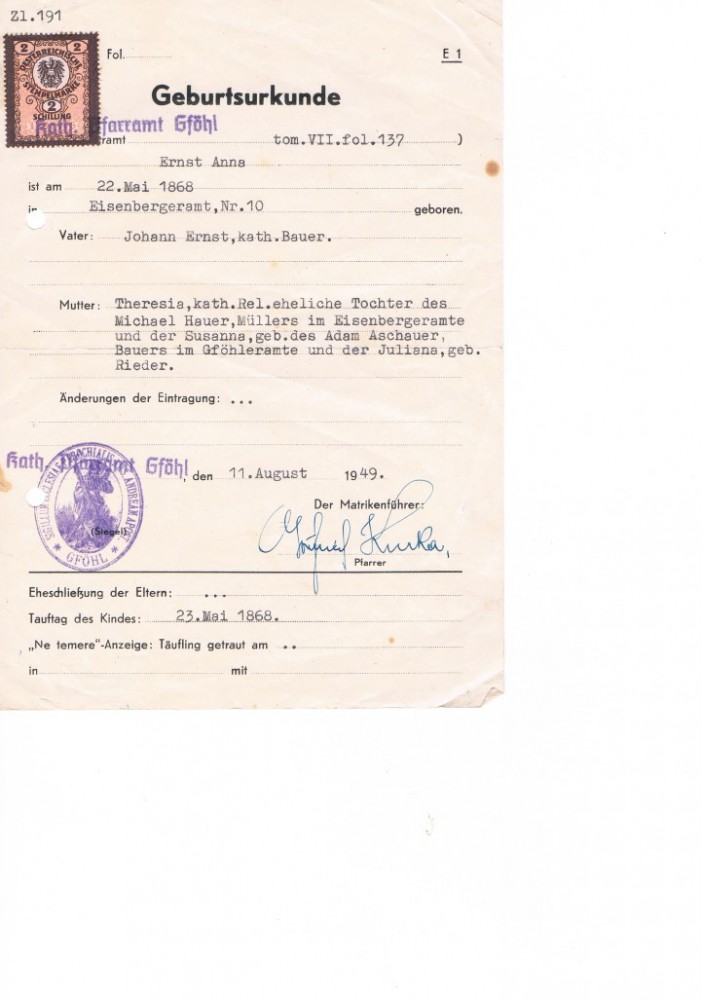 Zl.191
2 2
OESTERREICHISCHE
STEMPELMARKE
2
SCHILLING
Fol. E 1
Geburtsurkunde
Kath. Pfarramt Gföhl
amt tom.VII.fol.137 )
Ernst Anna
ist am 22.Mai 1868
in Eisenbergeramt,Nr.10 geboren.
Vater: Johann Ernst,kath.Bauer.
Mutter: Theresia,kath.Rel.eheliche Tochter des
Michael Hauer,Müllers im Eisenbergeramte
und der Susanna,geb.des Adam Aschauer,
Bauers im Gföhleramte und der Juliana,geb.
Rieder.
Änderungen der Eintragung: ...
Kath. Pfarramt Gföhl, den 11.August 1949.
Der Matrikenführer:
(Siegel)
GFÖHL
Pfarrer
Eheschließung der Eltern: ...
Tauftag des Kindes: 23.Mai 1868.
„Ne temere"-Anzeige: Täufling getraut am ..
in mit